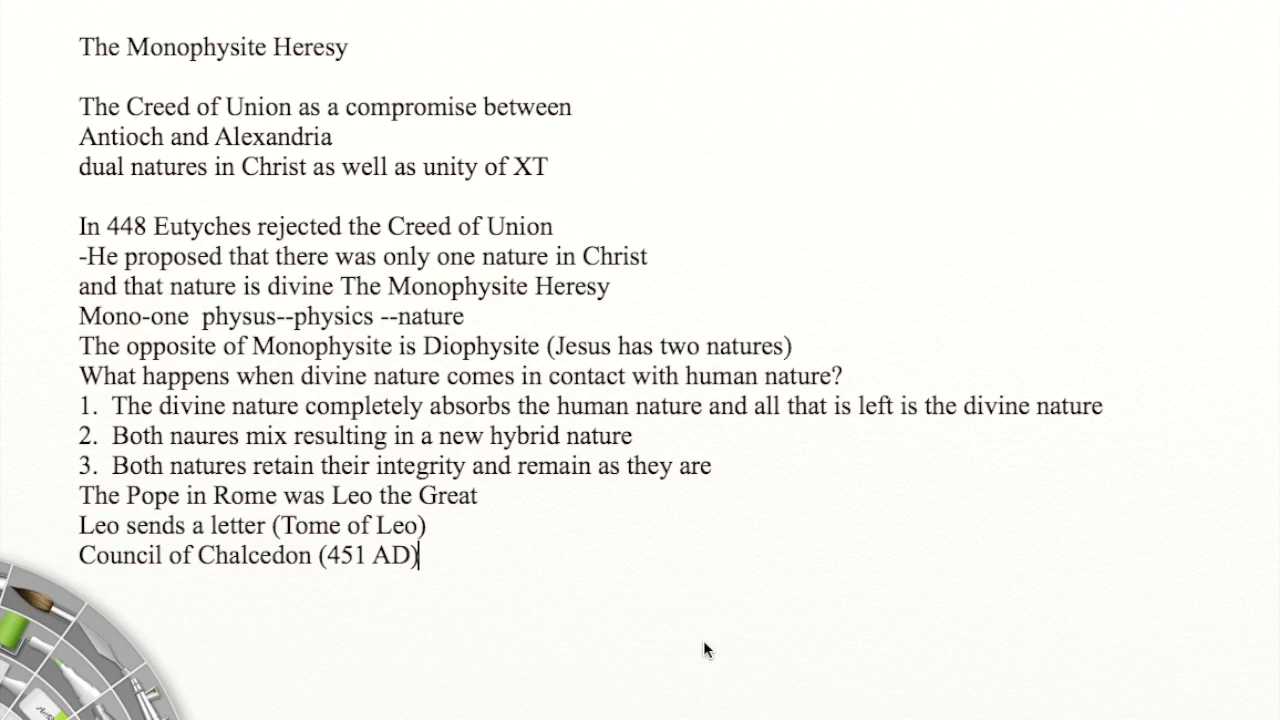 The Monophysite Heresy
The Creed of Union as a compromise between
Antioch and Alexandria
dual natures in Christ as well as unity of XT
In 448 Eutyches rejected the Creed of Union
-He proposed that there was only one nature in Christ
and that nature is divine The Monophysite Heresy
Mono-one  physus--physics --nature
The opposite of Monophysite is Diophysite (Jesus has two natures)
What happens when divine nature comes in contact with human nature?
1.  The divine nature completely absorbs the human nature and all that is left is the divine nature
2.  Both naures mix resulting in a new hybrid nature
3.  Both natures retain their integrity and remain as they are
The Pope in Rome was Leo the Great
Leo sends a letter (Tome of Leo)
Council of Chalcedon (451 AD)